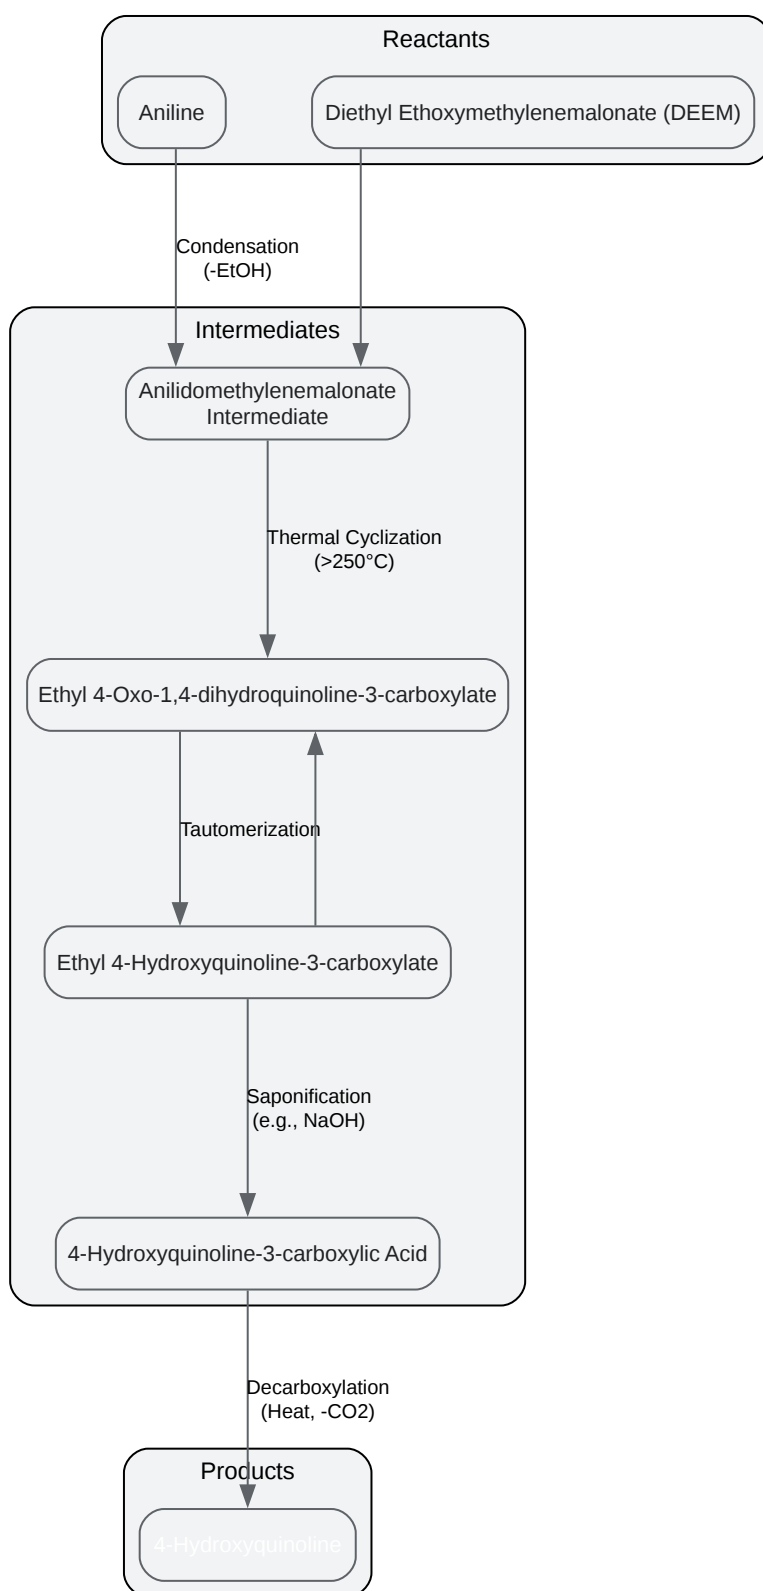 Reactants
Aniline
Diethyl Ethoxymethylenemalonate (DEEM)
Condensation
(-EtOH)
Intermediates
Anilidomethylenemalonate
Intermediate
Thermal Cyclization
(>250°C)
Ethyl 4-Oxo-1,4-dihydroquinoline-3-carboxylate
Tautomerization
Ethyl 4-Hydroxyquinoline-3-carboxylate
Saponification
(e.g., NaOH)
4-Hydroxyquinoline-3-carboxylic Acid
Decarboxylation
(Heat, -CO2)
Products
4-Hydroxyquinoline